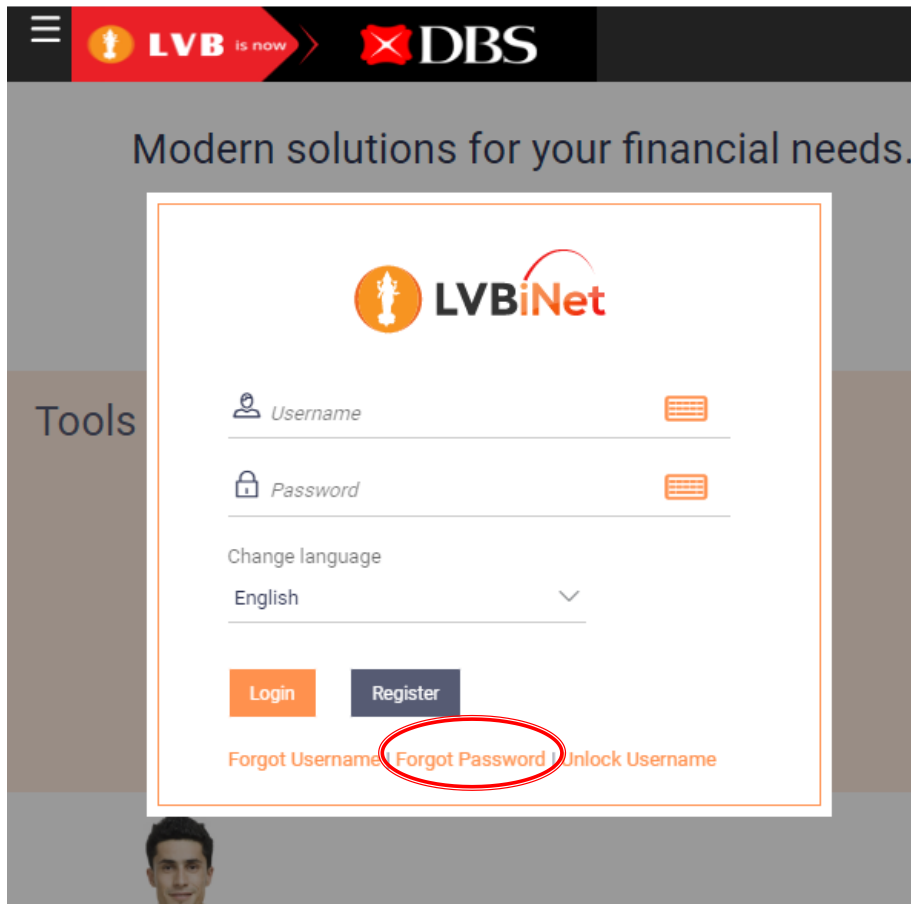 LVB is now DBS
Modern solutions for your financial needs.
LVBiNet
Tools
Username
Password
Change language
English
Login Register
Forgot Username | Forgot Password | Unlock Username